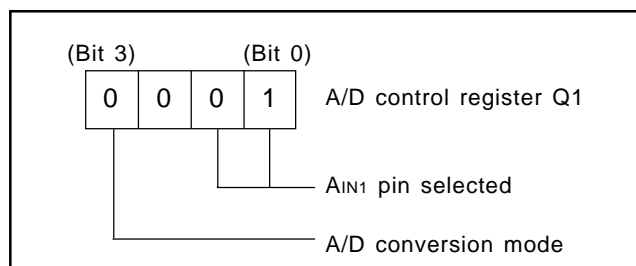 (Bit 3) (Bit 0)
0 0 0 1 A/D control register Q1
AIN1 pin selected
A/D conversion mode